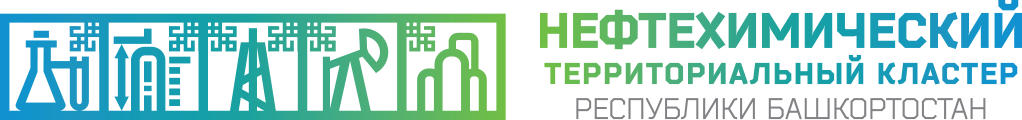 НЕФТЕХИМИЧЕСКИЙ
ТЕРРИТОРИАЛЬНЫЙ КЛАСТЕР
РЕСПУБЛИКИ БАШКОРТОСТАН